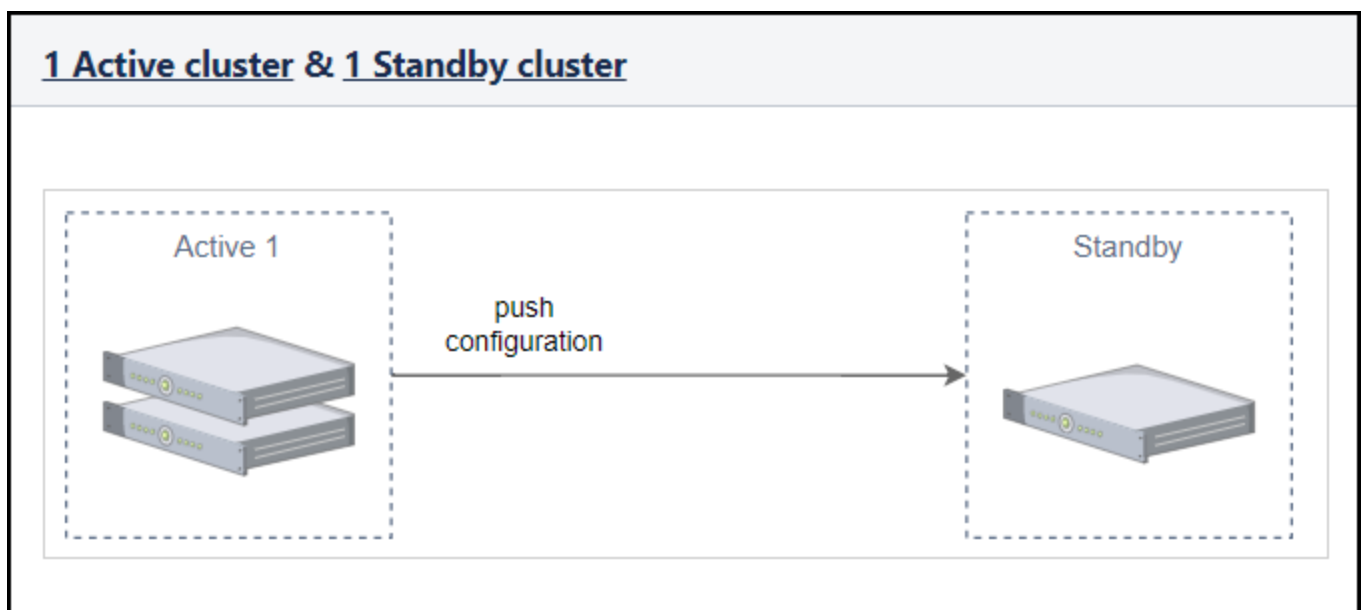 1 Active cluster & 1 Standby cluster
Active 1
Standby
push
configuration